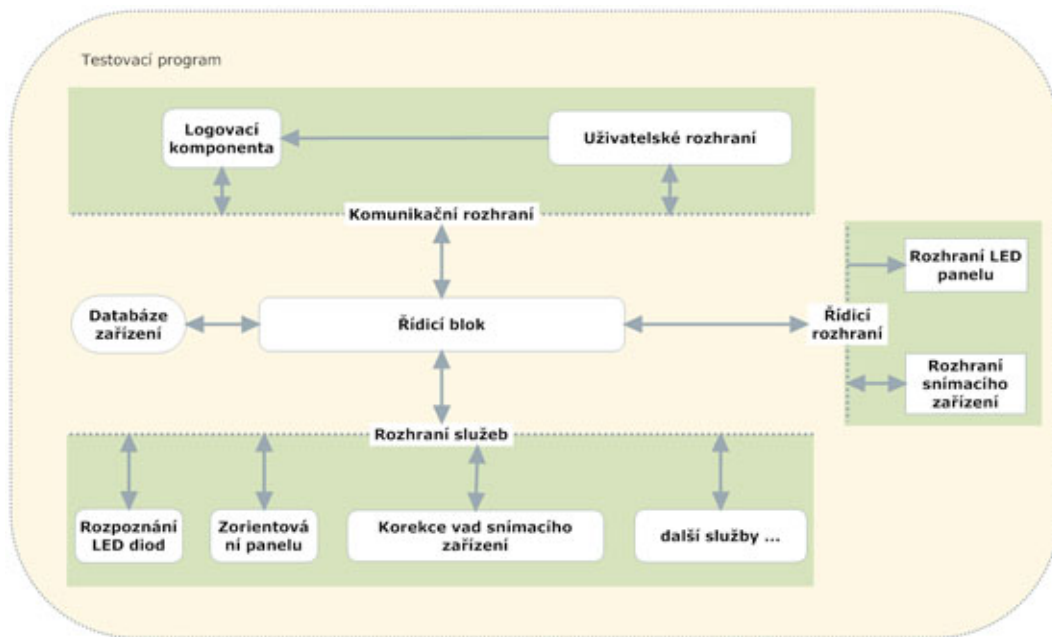 Testovací program
Logovací
komponenta
Uživatelské rozhraní
Komunikační rozhraní
Databáze
zařízení
Řídicí blok
Řídicí
rozhraní
Rozhraní LED
panelu
Rozhraní
snímacího
zařízení
Rozhraní služeb
Rozpoznání
LED diod
Zorientová
ní panelu
Korekce vad snímacího
zařízení
další služby ...